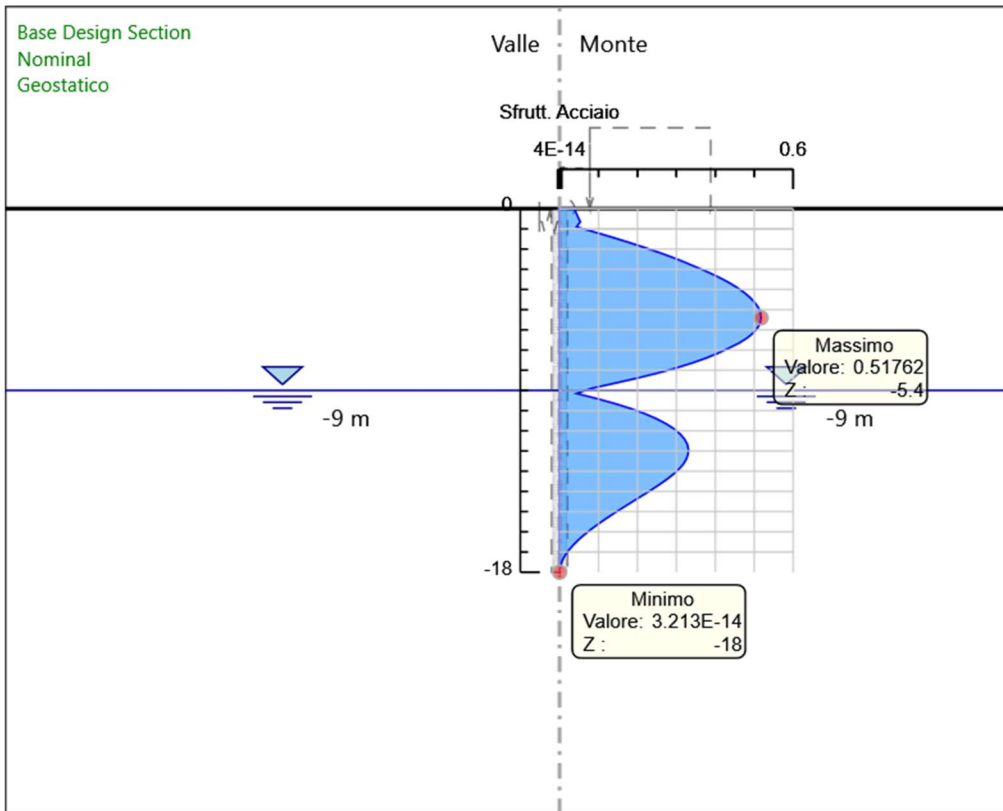 Base Design Section
Nominal
Geostatico
Valle
Monte
Sfrutt. Acciaio
4E-14
0.6
0
Massimo
Valore: 0.51762
Z :
-5.4
-9 m
-9 m
-18
Minimo
Valore: 3.213E-14
Z :
-18